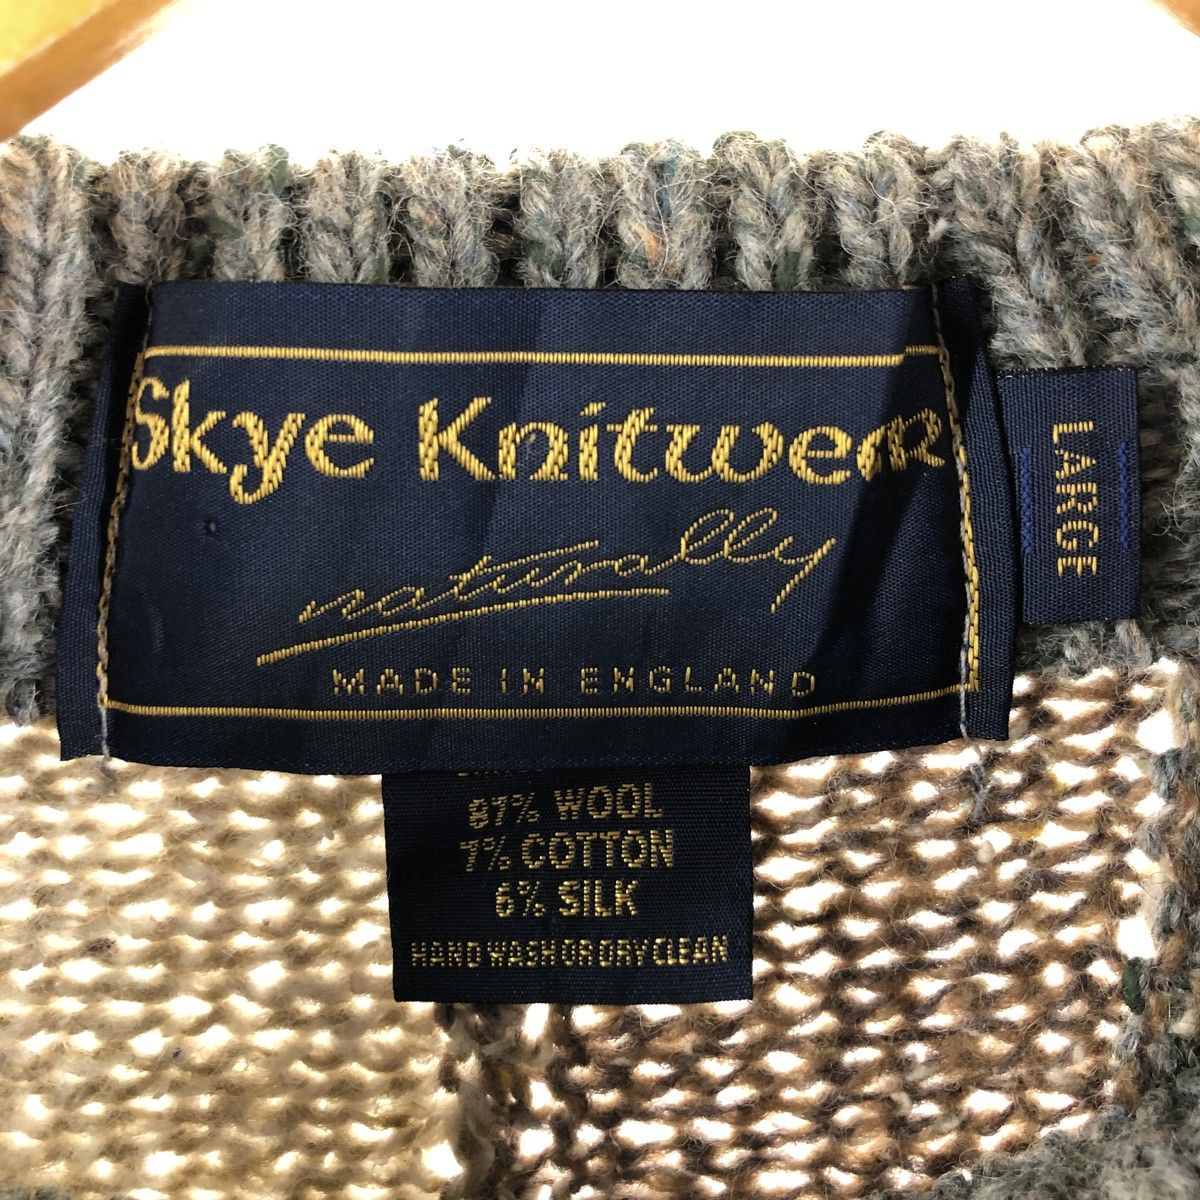 Skye Knitwear
naturally
MADE IN ENGLAND
LARGE
87% WOOL
7% COTTON
6% SILK
HAND WASH OR DRY CLEAN